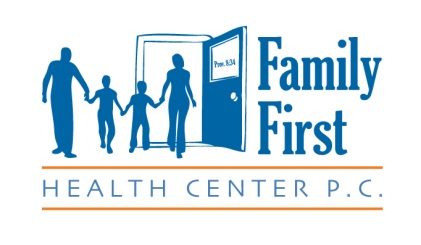 Prov. 8:34
Family
First
HEALTH CENTER P.C.